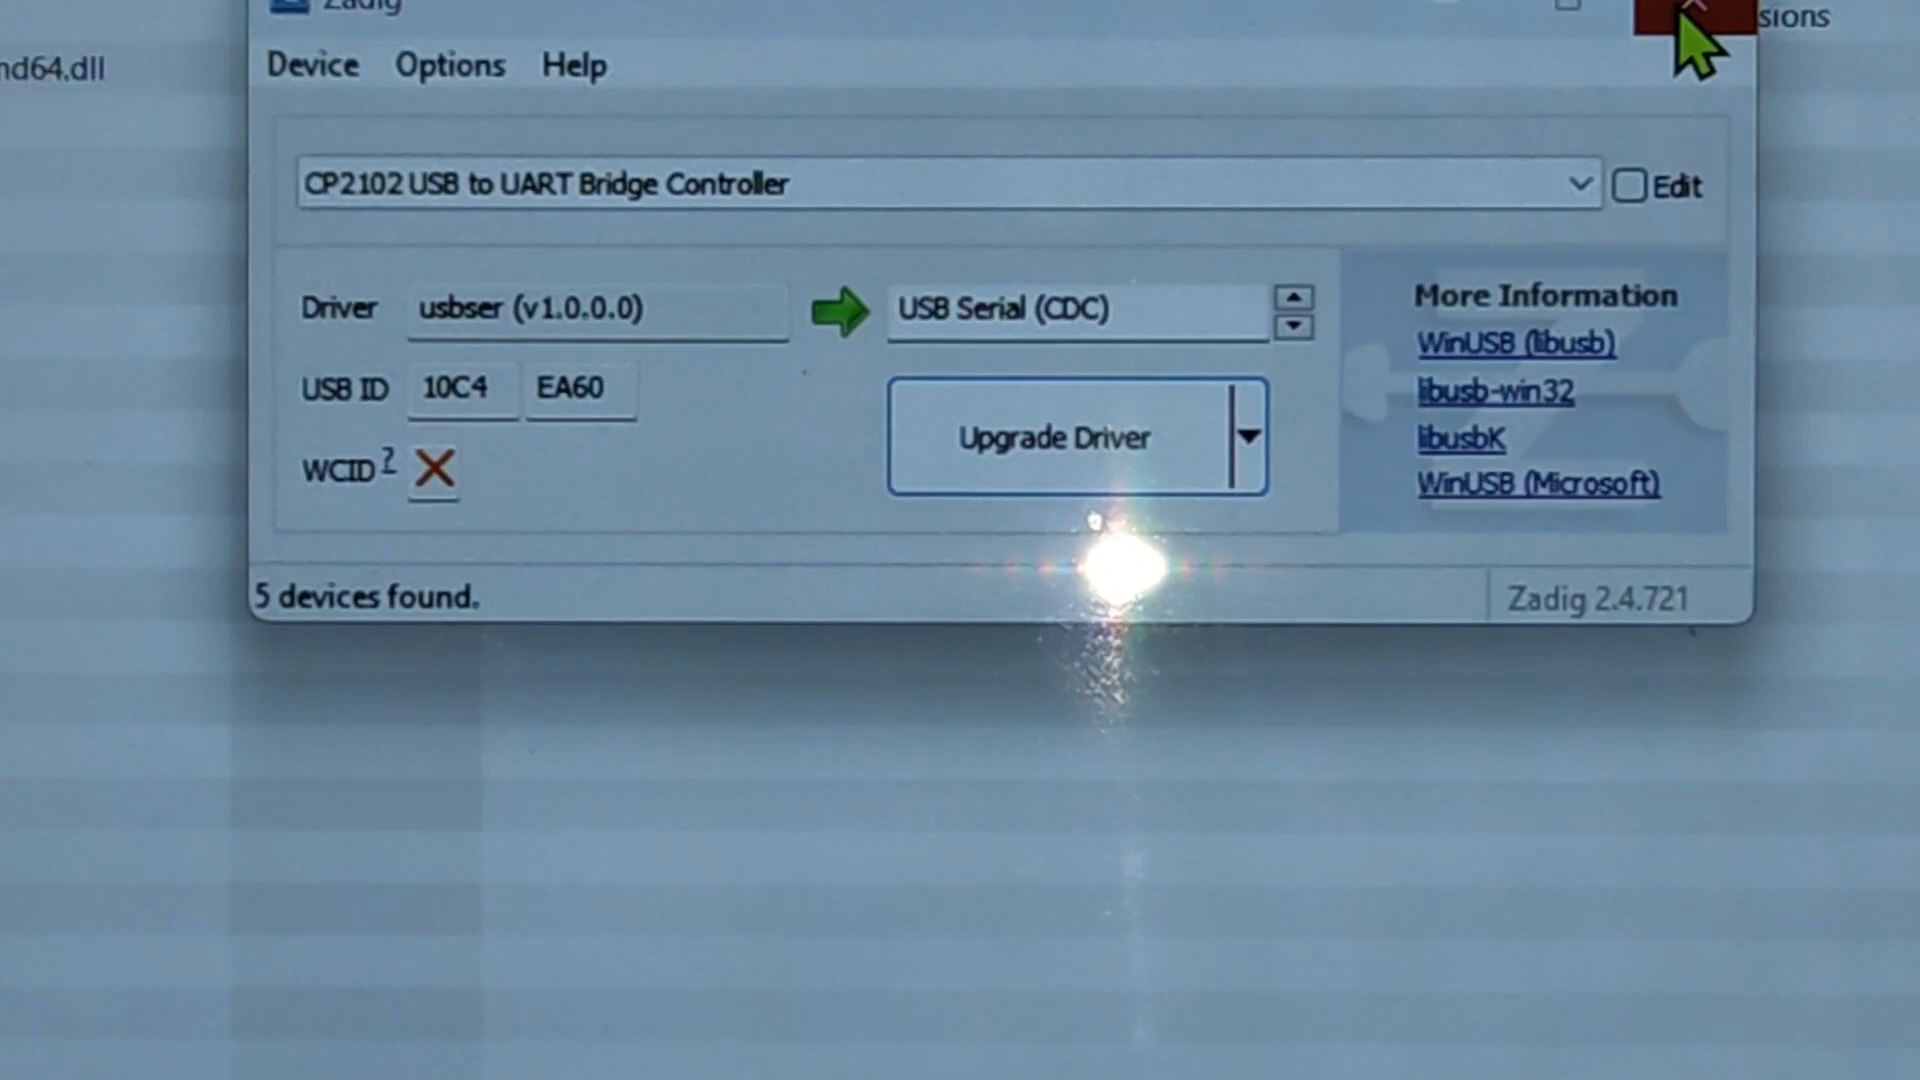 Zadig
sions
nd64.dll
Device Options Help
CP2102 USB to UART Bridge Controller
Edit
Driver usbser (v1.0.0.0) USB Serial (CDC)
USB ID 10C4 EA60
WCID ?
Upgrade Driver
More Information
WinUSB (libusb)
libusb-win32
libusbK
WinUSB (Microsoft)
5 devices found.
Zadig 2.4.721